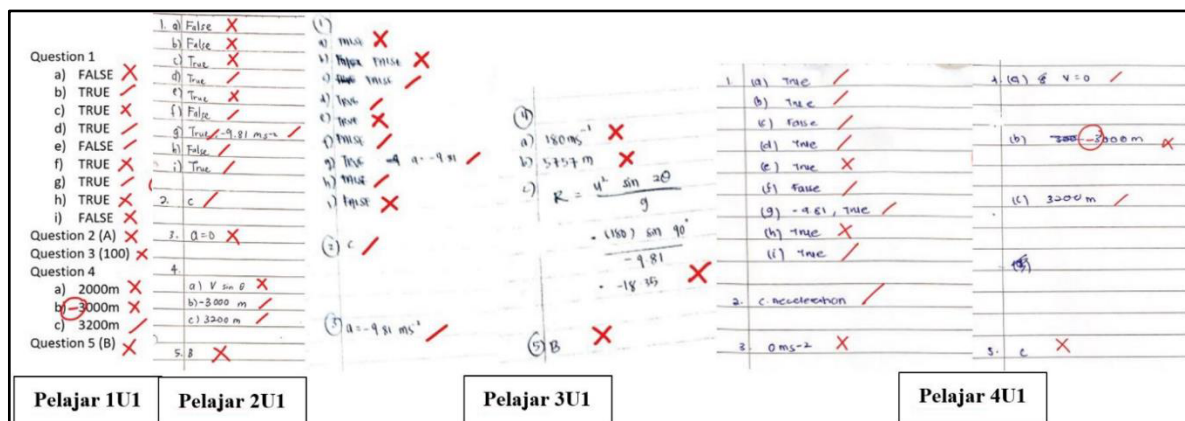 Question 1
a) FALSE
b) TRUE
c) TRUE
d) TRUE
e) FALSE
f) TRUE
g) TRUE
h) TRUE
i) FALSE
Question 2 (A)
Question 3 (100)
Question 4
a) 2000m
b) -3000m
c) 3200m
Question 5 (B)
Pelajar 1U1
1. a) False
b) False
c) True
d) True
e) True
f) False
g) True, -9.81 ms⁻²
h) False
i) True
2. c
3. a=0
4.
a) V sin θ
b) -3000 m
c) 3200 m
5. B
Pelajar 2U1
①
a) FALSE
b) FALSE
c) FALSE
d) TRUE
e) TRUE
f) FALSE
g) TRUE a = -9.81
h) FALSE
i) FALSE
② C
③ a = -9.81 ms⁻²
④
a) 180 ms⁻¹
b) 5757 m
c) R = u² sin 2θ
g
(180) sin 90°
-9.81
-18.35
⑤ B
Pelajar 3U1
1. (a) True
(b) True
(c) False
(d) True
(e) True
(f) False
(g) -9.81, True
(h) True
(i) True
2. C. Acceleration
3. 0 ms-2
4. (a) V=0
(b) -3000m
(c) 3200 m
5. c
Pelajar 4U1